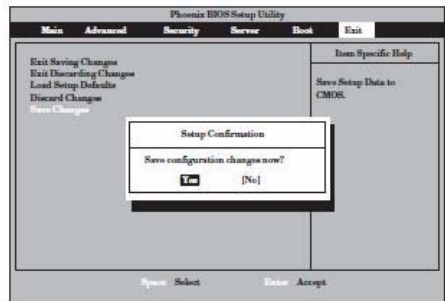 Phoenix BIOS Setup Utility
Main Advanced Security Server Boot Exit
Item Specific Help
Exit Saving Changes
Exit Discarding Changes
Load Setup Defaults
Discard Changes
Save Changes
Save Setup Data to
CMOS.
Setup Confirmation
Save configuration changes now?
Yes [No]
Space Select Enter Accept